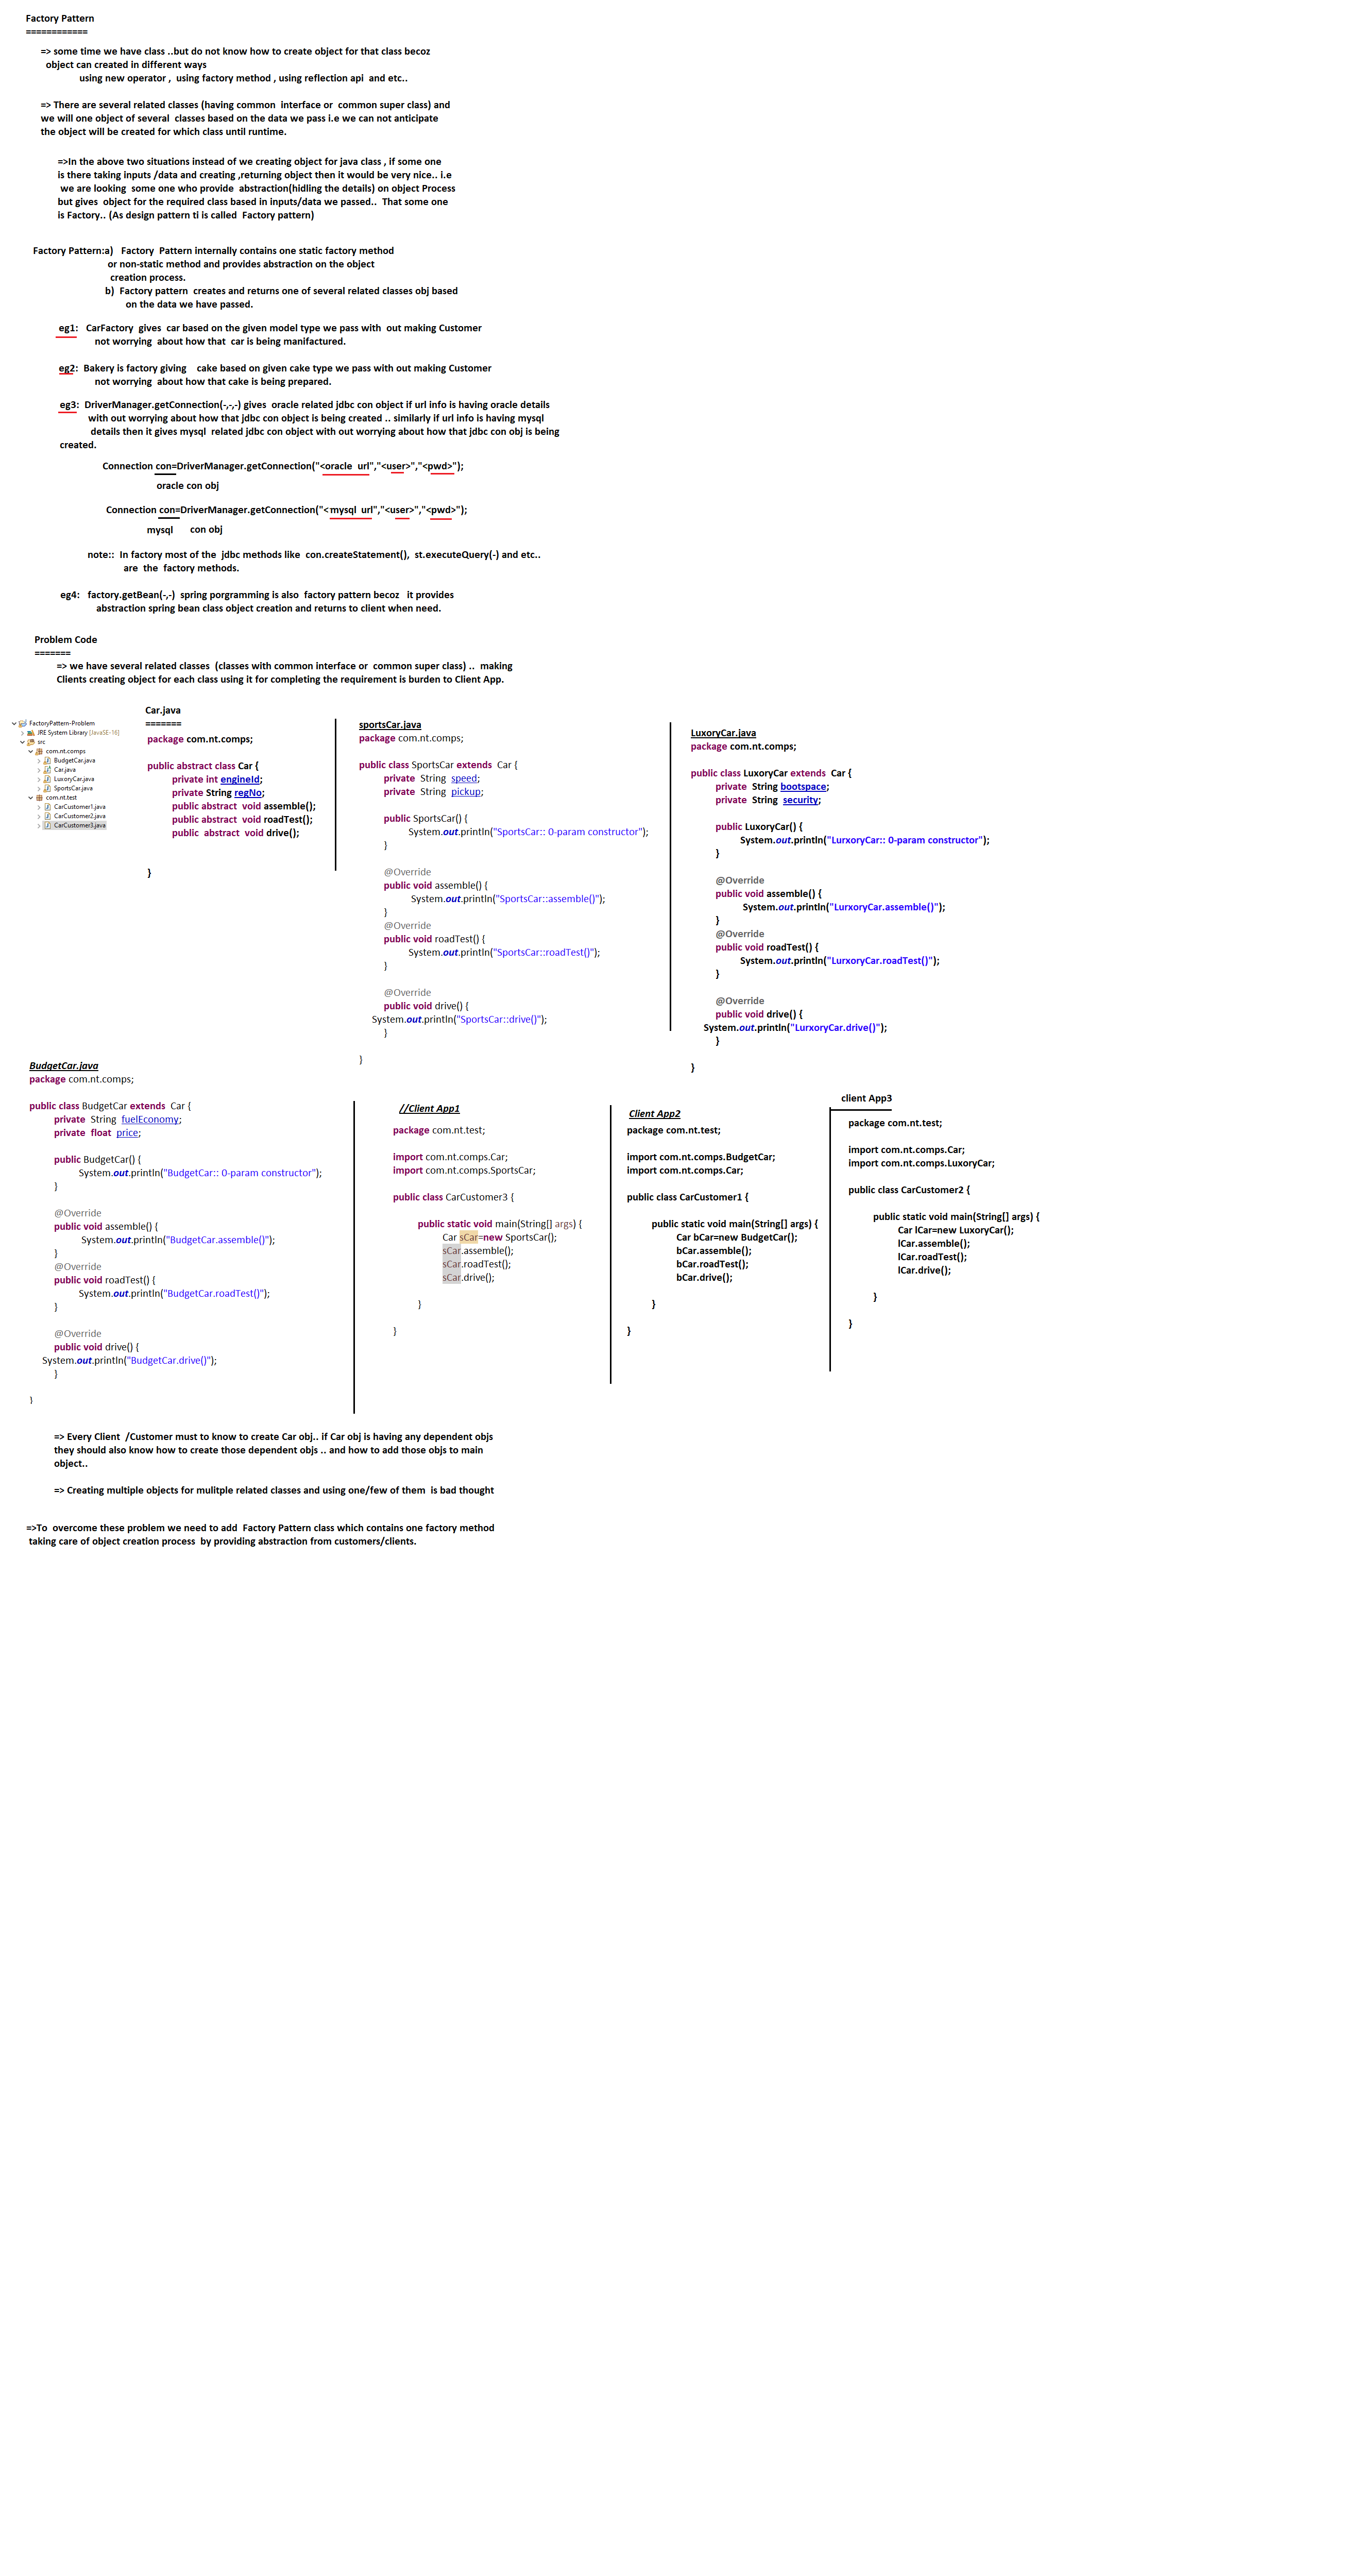 Factory Pattern
============
=> some time we have class ..but do not know how to create object for that class becoz
object can created in different ways
using new operator , using factory method , using reflection api and etc..
=> There are several related classes (having common interface or common super class) and
we will one object of several classes based on the data we pass i.e we can not anticipate
the object will be created for which class until runtime.
=>In the above two situations instead of we creating object for java class , if some one
is there taking inputs /data and creating ,returning object then it would be very nice.. i.e
we are looking some one who provide abstraction(hidling the details) on object Process
but gives object for the required class based in inputs/data we passed.. That some one
is Factory.. (As design pattern ti is called Factory pattern)
Factory Pattern:a) Factory Pattern internally contains one static factory method
or non-static method and provides abstraction on the object
creation process.
b) Factory pattern creates and returns one of several related classes obj based
on the data we have passed.
eg1: CarFactory gives car based on the given model type we pass with out making Customer
not worrying about how that car is being manifactured.
eg2: Bakery is factory giving cake based on given cake type we pass with out making Customer
not worrying about how that cake is being prepared.
eg3: DriverManager.getConnection(-,-,-) gives oracle related jdbc con object if url info is having oracle details
with out worrying about how that jdbc con object is being created .. similarly if url info is having mysql
details then it gives mysql related jdbc con object with out worrying about how that jdbc con obj is being
created.
Connection con=DriverManager.getConnection("<oracle url","<user>","<pwd>");
oracle con obj
Connection con=DriverManager.getConnection("<mysql url","<user>","<pwd>");
mysql con obj
note:: In factory most of the jdbc methods like con.createStatement(), st.executeQuery(-) and etc..
are the factory methods.
eg4: factory.getBean(-,-) spring porgramming is also factory pattern becoz it provides
abstraction spring bean class object creation and returns to client when need.
Problem Code
=======
=> we have several related classes (classes with common interface or common super class) .. making
Clients creating object for each class using it for completing the requirement is burden to Client App.
FactoryPattern-Problem
JRE System Library [JavaSE-16]
src
com.nt.comps
BudgetCar.java
Car.java
LuxoryCar.java
SportsCar.java
com.nt.test
CarCustomer1.java
CarCustomer2.java
CarCustomer3.java
Car.java
=======
package com.nt.comps;
public abstract class Car {
private int engineId;
private String regNo;
public abstract void assemble();
public abstract void roadTest();
public abstract void drive();
}
sportsCar.java
package com.nt.comps;
public class SportsCar extends Car {
private String speed;
private String pickup;
public SportsCar() {
System.out.println("SportsCar:: 0-param constructor");
}
@Override
public void assemble() {
System.out.println("SportsCar::assemble()");
}
@Override
public void roadTest() {
System.out.println("SportsCar::roadTest()");
}
@Override
public void drive() {
System.out.println("SportsCar::drive()");
}
}
LuxoryCar.java
package com.nt.comps;
public class LuxoryCar extends Car {
private String bootspace;
private String security;
public LuxoryCar() {
System.out.println("LurxoryCar:: 0-param constructor");
}
@Override
public void assemble() {
System.out.println("LurxoryCar.assemble()");
}
@Override
public void roadTest() {
System.out.println("LurxoryCar.roadTest()");
}
@Override
public void drive() {
System.out.println("LurxoryCar.drive()");
}
}
BudgetCar.java
package com.nt.comps;
public class BudgetCar extends Car {
private String fuelEconomy;
private float price;
public BudgetCar() {
System.out.println("BudgetCar:: 0-param constructor");
}
@Override
public void assemble() {
System.out.println("BudgetCar.assemble()");
}
@Override
public void roadTest() {
System.out.println("BudgetCar.roadTest()");
}
@Override
public void drive() {
System.out.println("BudgetCar.drive()");
}
}
//Client App1
package com.nt.test;
import com.nt.comps.Car;
import com.nt.comps.SportsCar;
public class CarCustomer3 {
public static void main(String[] args) {
Car sCar=new SportsCar();
sCar.assemble();
sCar.roadTest();
sCar.drive();
}
}
Client App2
package com.nt.test;
import com.nt.comps.BudgetCar;
import com.nt.comps.Car;
public class CarCustomer1 {
public static void main(String[] args) {
Car bCar=new BudgetCar();
bCar.assemble();
bCar.roadTest();
bCar.drive();
}
}
client App3
package com.nt.test;
import com.nt.comps.Car;
import com.nt.comps.LuxoryCar;
public class CarCustomer2 {
public static void main(String[] args) {
Car lCar=new LuxoryCar();
lCar.assemble();
lCar.roadTest();
lCar.drive();
}
}
=> Every Client /Customer must to know to create Car obj.. if Car obj is having any dependent objs
they should also know how to create those dependent objs .. and how to add those objs to main
object..
=> Creating multiple objects for mulitple related classes and using one/few of them is bad thought
=>To overcome these problem we need to add Factory Pattern class which contains one factory method
taking care of object creation process by providing abstraction from customers/clients.